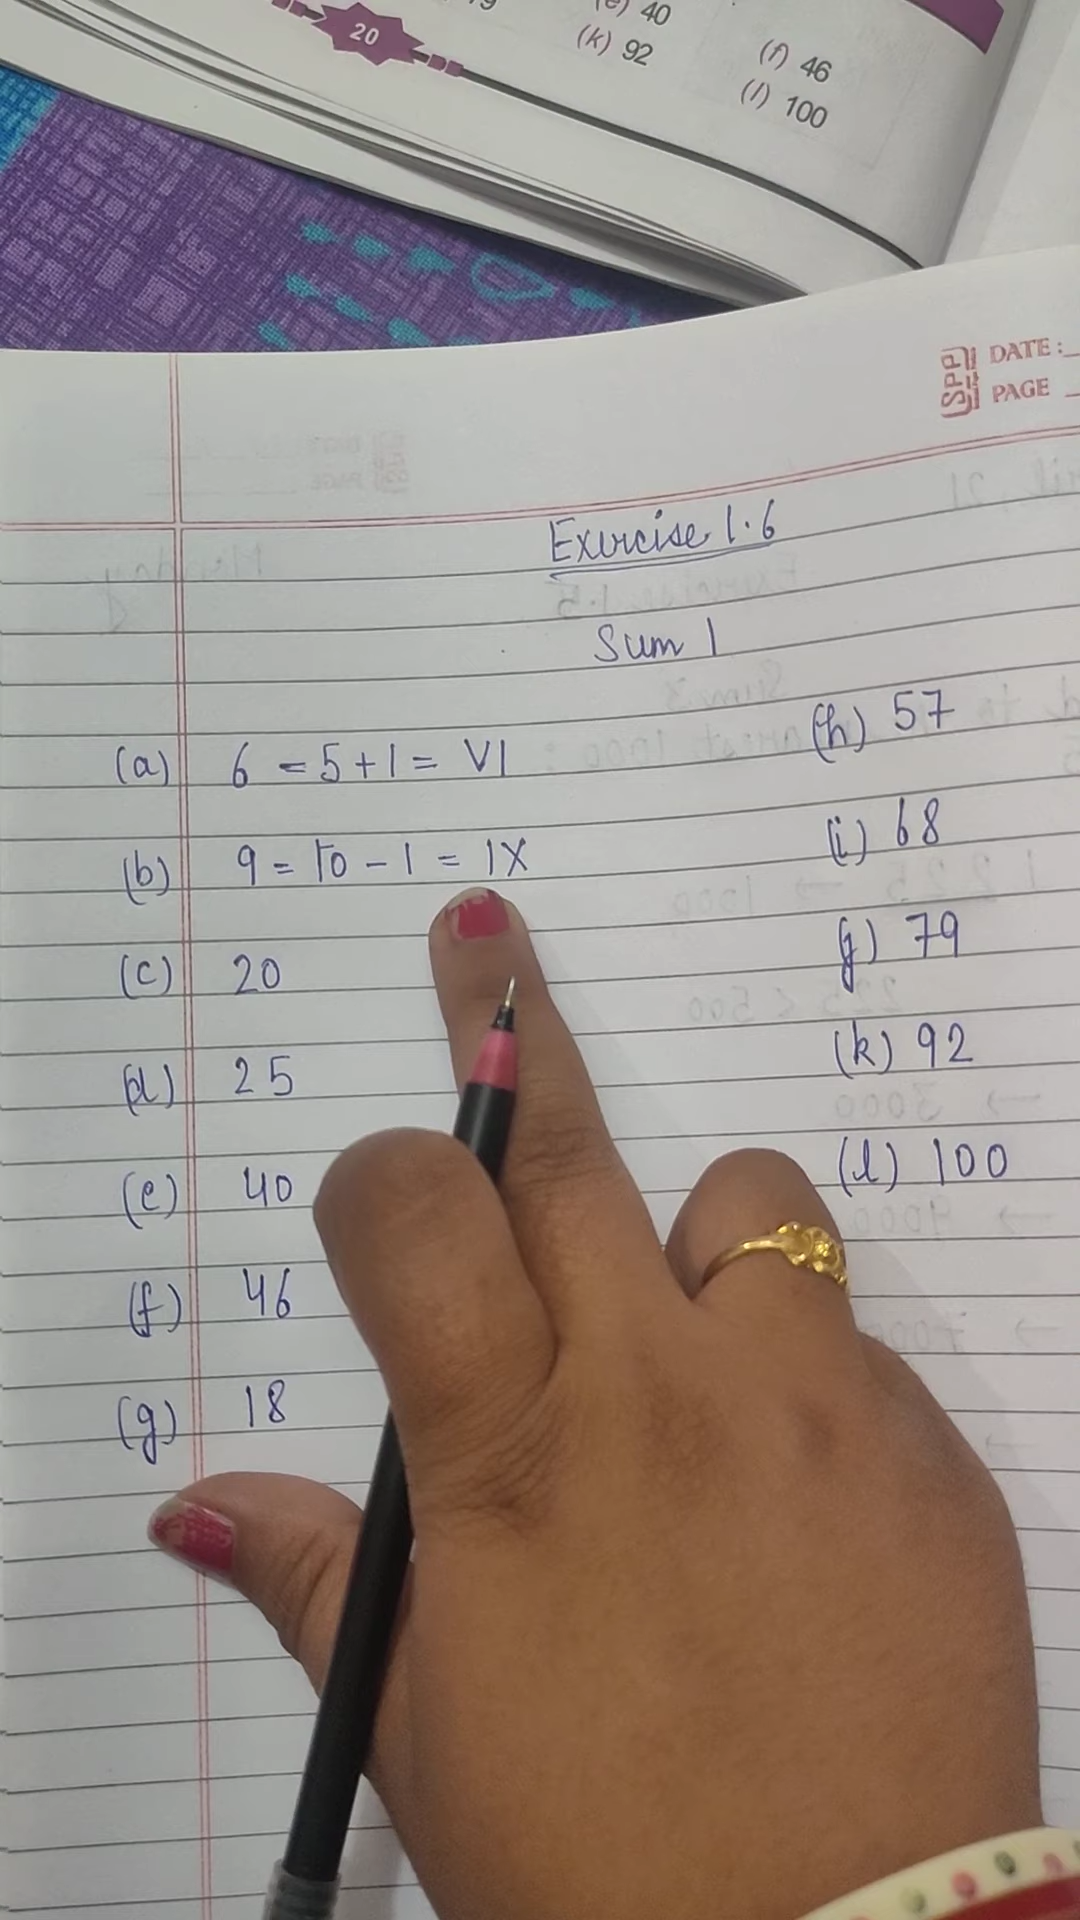 20
(e) 40
(k) 92
(f) 46
(l) 100
SPP
DATE :
PAGE
Exercise 1.6
Sum 1
(a) 6 = 5 + 1 = VI
(b) 9 = 10 - 1 = IX
(c) 20
(d) 25
(e) 40
(f) 46
(g) 18
(h) 57
(i) 68
(j) 79
(k) 92
(l) 100